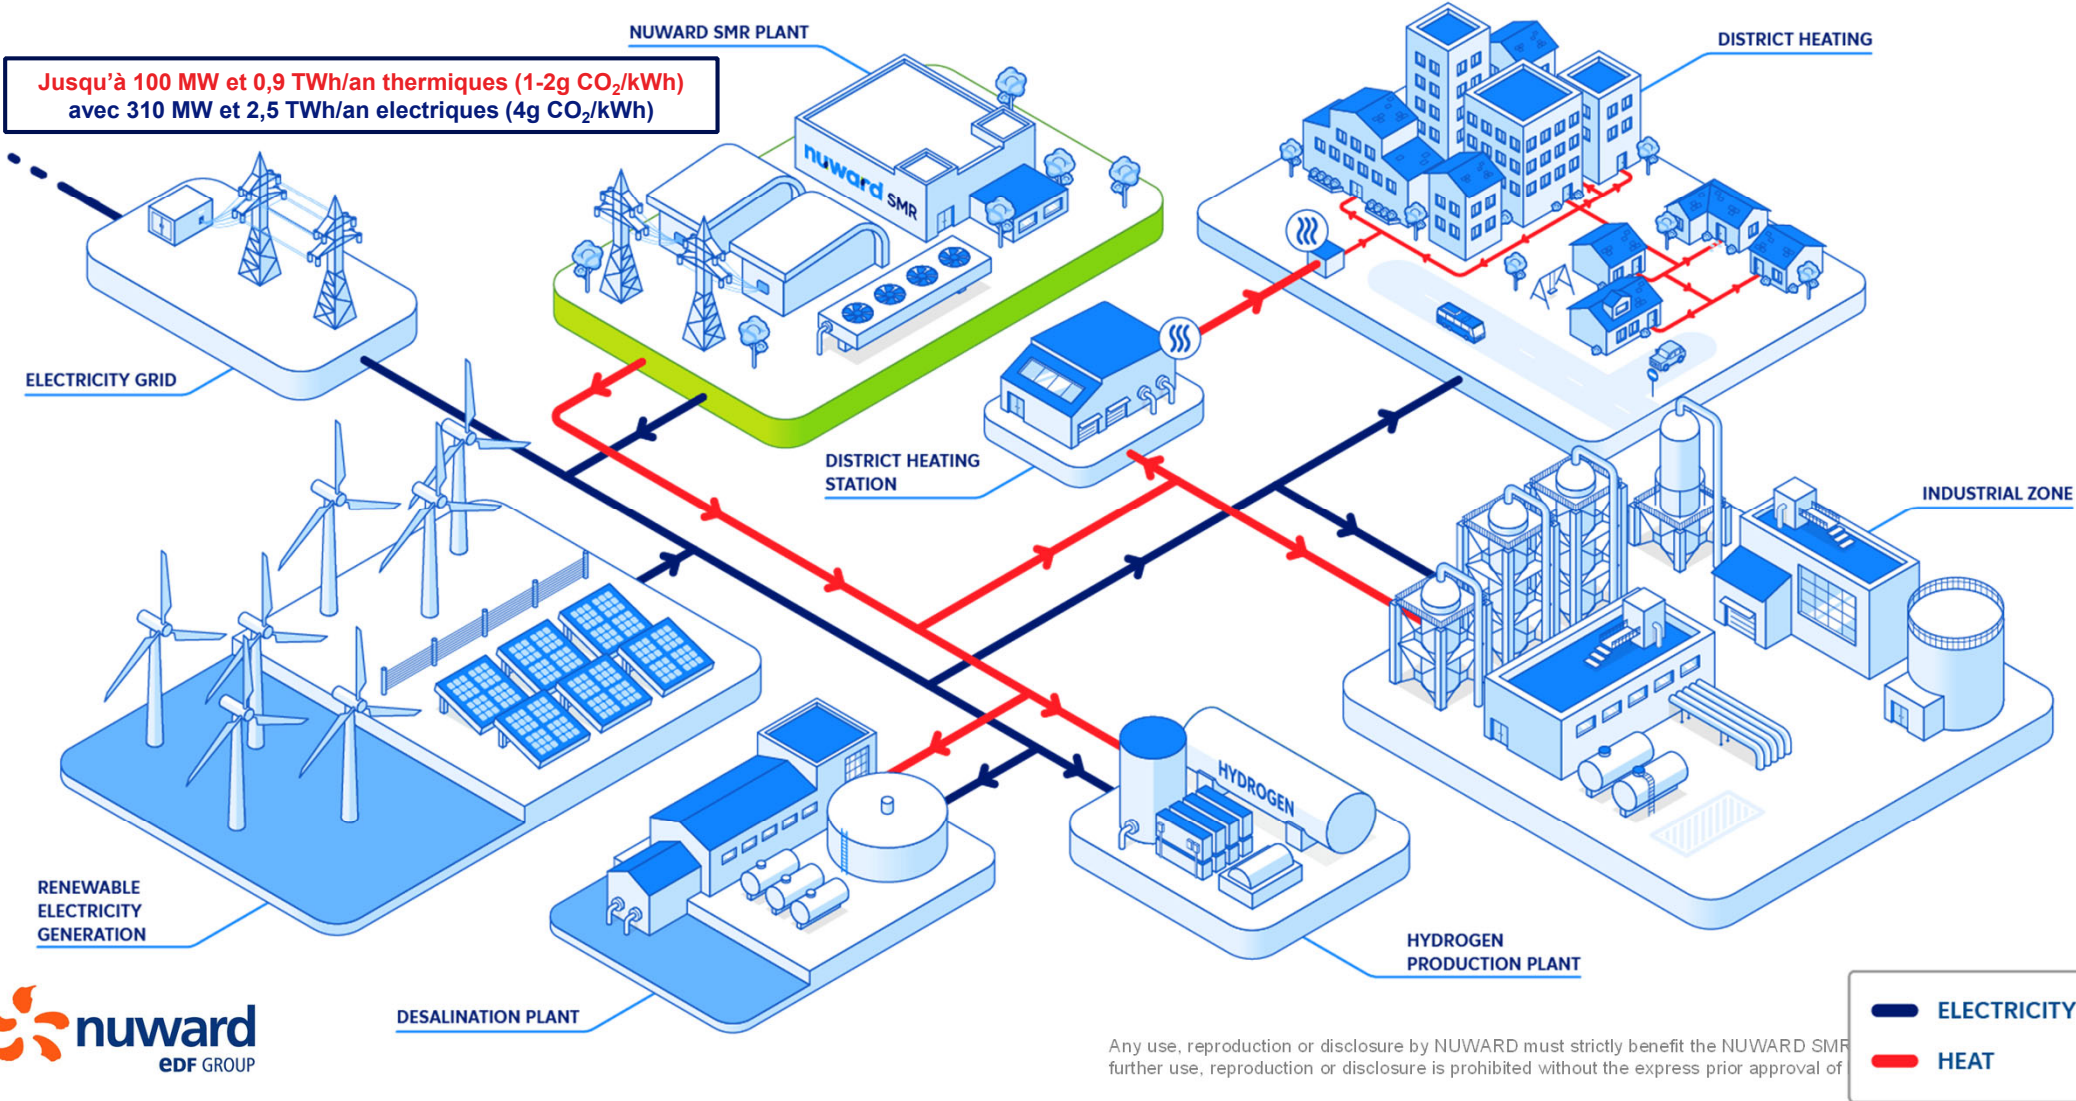 NUWARD SMR PLANT
DISTRICT HEATING
Jusqu'à 100 MW et 0,9 TWh/an thermiques (1-2g CO₂/kWh)
avec 310 MW et 2,5 TWh/an electriques (4g CO₂/kWh)
nuward SMR
ELECTRICITY GRID
DISTRICT HEATING
STATION
INDUSTRIAL ZONE
HYDROGEN
RENEWABLE
ELECTRICITY
GENERATION
HYDROGEN
PRODUCTION PLANT
DESALINATION PLANT
nuward
eDF GROUP
Any use, reproduction or disclosure by NUWARD must strictly benefit the NUWARD SMR
further use, reproduction or disclosure is prohibited without the express prior approval of
ELECTRICITY
HEAT